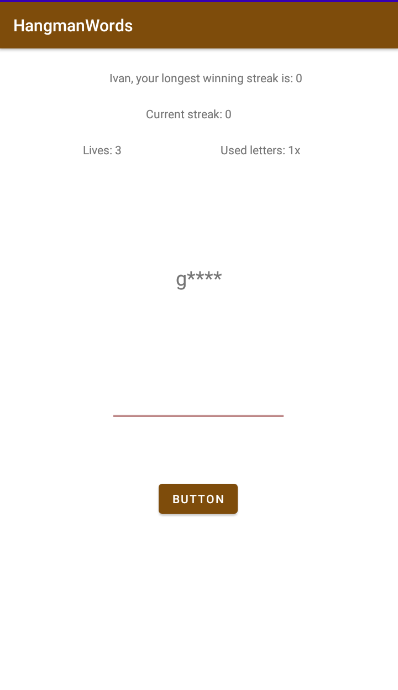 HangmanWords
Ivan, your longest winning streak is: 0
Current streak: 0
Lives: 3
Used letters: 1x
g****
BUTTON